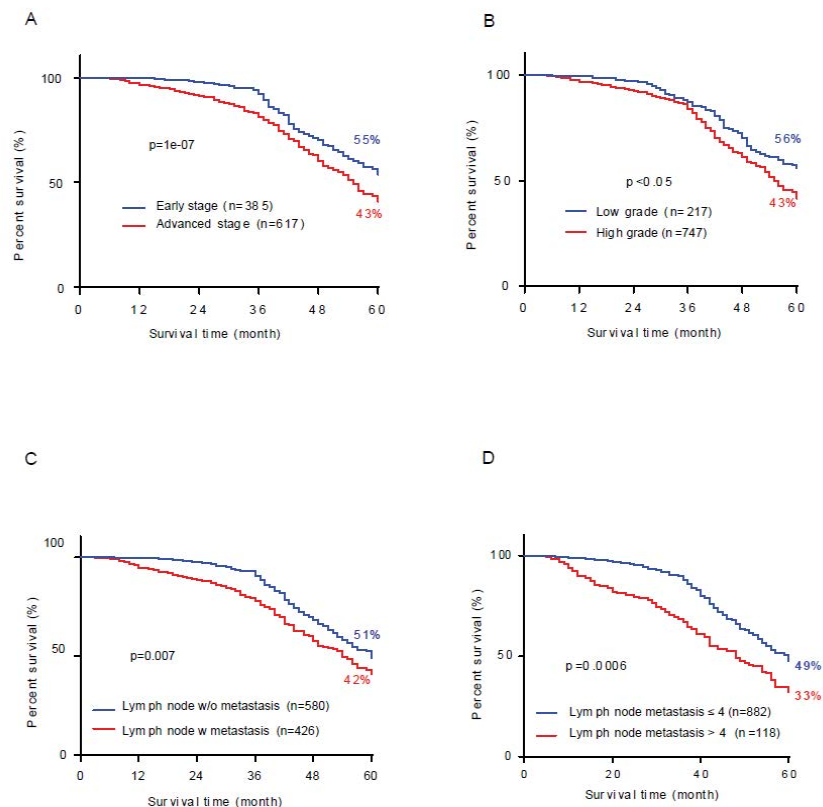 A
Percent survival (%)
100
50
0
p=1e-07
55%
43%
Early stage (n=385)
Advanced stage (n=617)
0 12 24 36 48 60
Survival time (month)
B
Percent survival (%)
100
50
0
p<0.05
56%
43%
Low grade (n=217)
High grade (n=747)
0 12 24 36 48 60
Survival time (month)
C
Percent survival (%)
100
50
0
p=0.007
51%
42%
Lymph node w/o metastasis (n=580)
Lymph node w metastasis (n=426)
0 12 24 36 48 60
Survival time (month)
D
Percent survival (%)
100
50
0
p=0.0006
49%
33%
Lymph node metastasis ≤ 4 (n=882)
Lymph node metastasis > 4 (n=118)
0 20 40 60
Survival time (month)